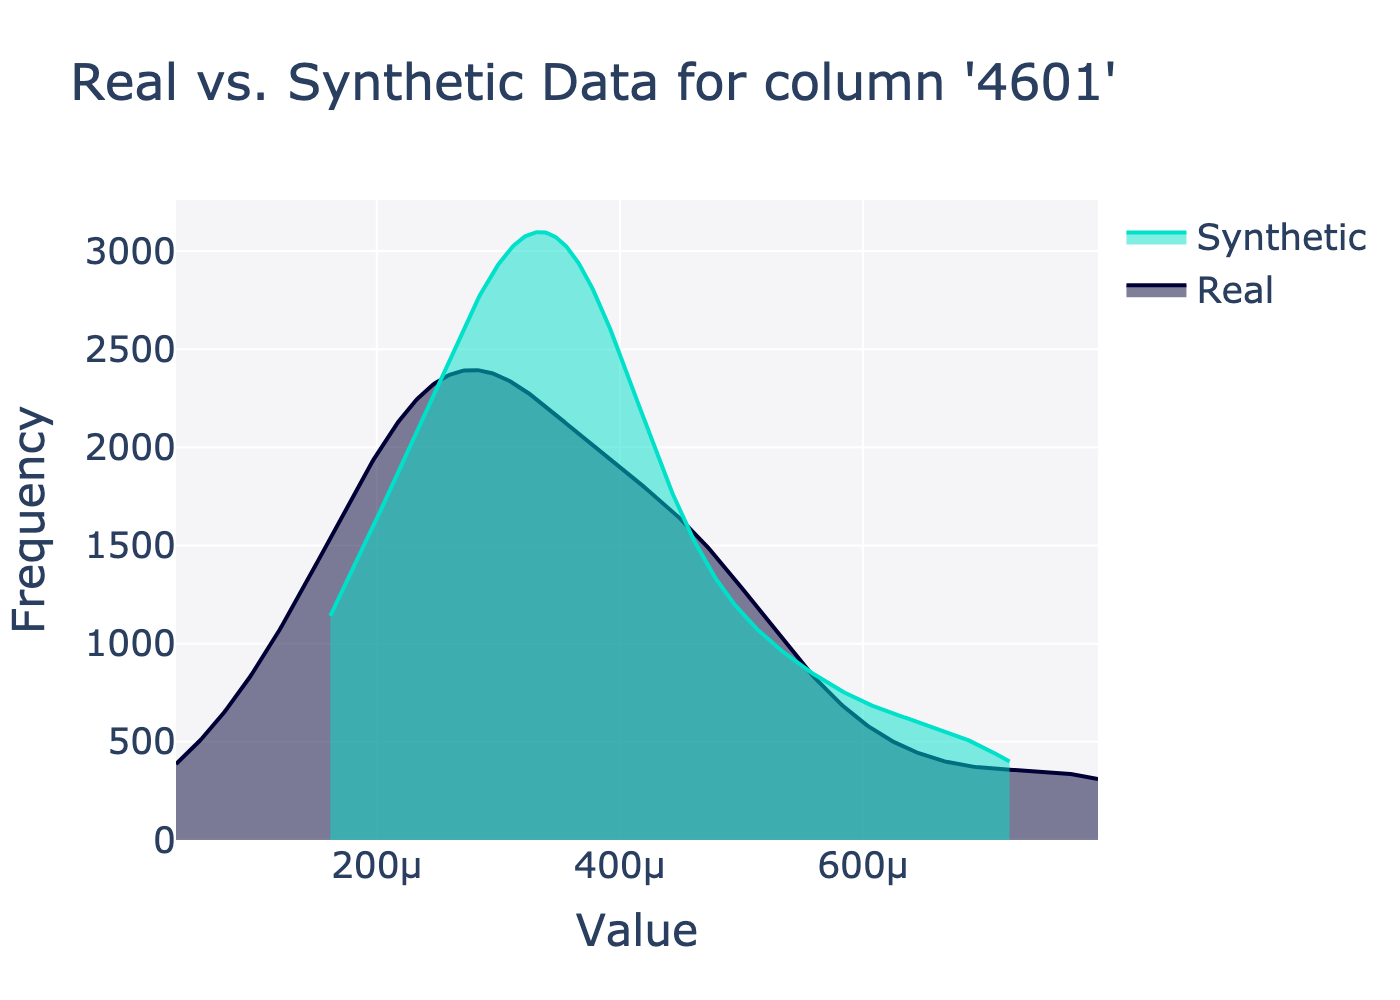 Real vs. Synthetic Data for column '4601'
Synthetic
Real
3000
2500
2000
1500
1000
500
0
200μ
400μ
600μ
Frequency
Value